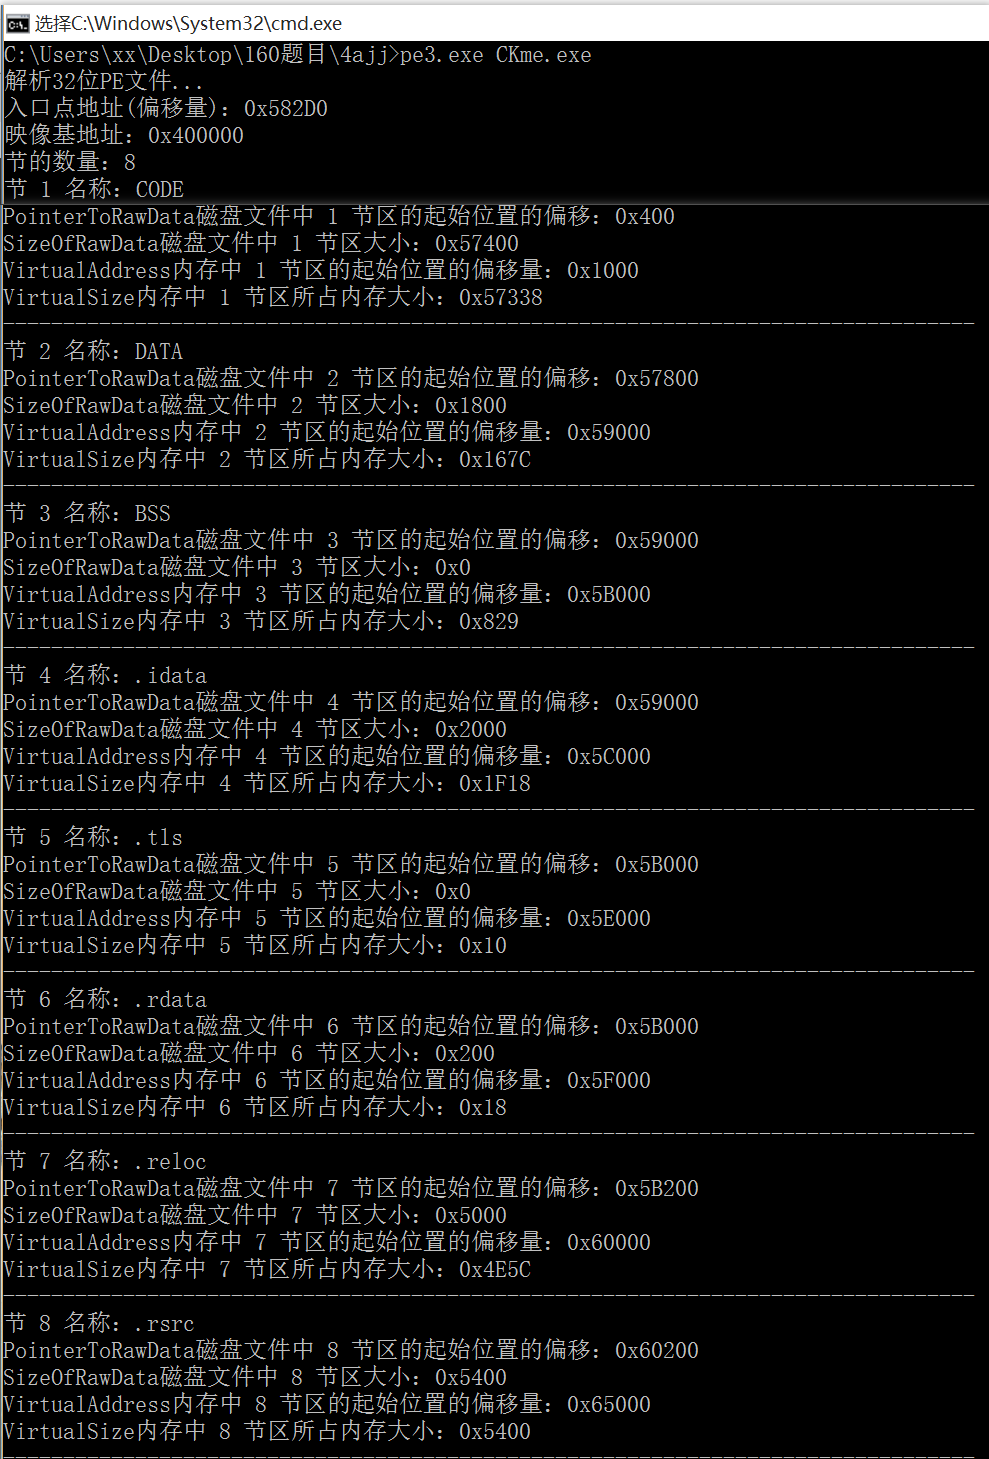 选择C:\Windows\System32\cmd.exe
C:\Users\xx\Desktop\160题目\4ajj>pe3.exe CKme.exe
解析32位PE文件...
入口点地址(偏移量)：0x582D0
映像基地址：0x400000
节的数量：8
节 1 名称：CODE
PointerToRawData磁盘文件中 1 节区的起始位置的偏移：0x400
SizeOfRawData磁盘文件中 1 节区大小：0x57400
VirtualAddress内存中 1 节区的起始位置的偏移量：0x1000
VirtualSize内存中 1 节区所占内存大小：0x57338
---------------------------------------------------------------------------------
节 2 名称：DATA
PointerToRawData磁盘文件中 2 节区的起始位置的偏移：0x57800
SizeOfRawData磁盘文件中 2 节区大小：0x1800
VirtualAddress内存中 2 节区的起始位置的偏移量：0x59000
VirtualSize内存中 2 节区所占内存大小：0x167C
---------------------------------------------------------------------------------
节 3 名称：BSS
PointerToRawData磁盘文件中 3 节区的起始位置的偏移：0x59000
SizeOfRawData磁盘文件中 3 节区大小：0x0
VirtualAddress内存中 3 节区的起始位置的偏移量：0x5B000
VirtualSize内存中 3 节区所占内存大小：0x829
---------------------------------------------------------------------------------
节 4 名称：.idata
PointerToRawData磁盘文件中 4 节区的起始位置的偏移：0x59000
SizeOfRawData磁盘文件中 4 节区大小：0x2000
VirtualAddress内存中 4 节区的起始位置的偏移量：0x5C000
VirtualSize内存中 4 节区所占内存大小：0x1F18
---------------------------------------------------------------------------------
节 5 名称：.tls
PointerToRawData磁盘文件中 5 节区的起始位置的偏移：0x5B000
SizeOfRawData磁盘文件中 5 节区大小：0x0
VirtualAddress内存中 5 节区的起始位置的偏移量：0x5E000
VirtualSize内存中 5 节区所占内存大小：0x10
---------------------------------------------------------------------------------
节 6 名称：.rdata
PointerToRawData磁盘文件中 6 节区的起始位置的偏移：0x5B000
SizeOfRawData磁盘文件中 6 节区大小：0x200
VirtualAddress内存中 6 节区的起始位置的偏移量：0x5F000
VirtualSize内存中 6 节区所占内存大小：0x18
---------------------------------------------------------------------------------
节 7 名称：.reloc
PointerToRawData磁盘文件中 7 节区的起始位置的偏移：0x5B200
SizeOfRawData磁盘文件中 7 节区大小：0x5000
VirtualAddress内存中 7 节区的起始位置的偏移量：0x60000
VirtualSize内存中 7 节区所占内存大小：0x4E5C
---------------------------------------------------------------------------------
节 8 名称：.rsrc
PointerToRawData磁盘文件中 8 节区的起始位置的偏移：0x60200
SizeOfRawData磁盘文件中 8 节区大小：0x5400
VirtualAddress内存中 8 节区的起始位置的偏移量：0x65000
VirtualSize内存中 8 节区所占内存大小：0x5400
---------------------------------------------------------------------------------